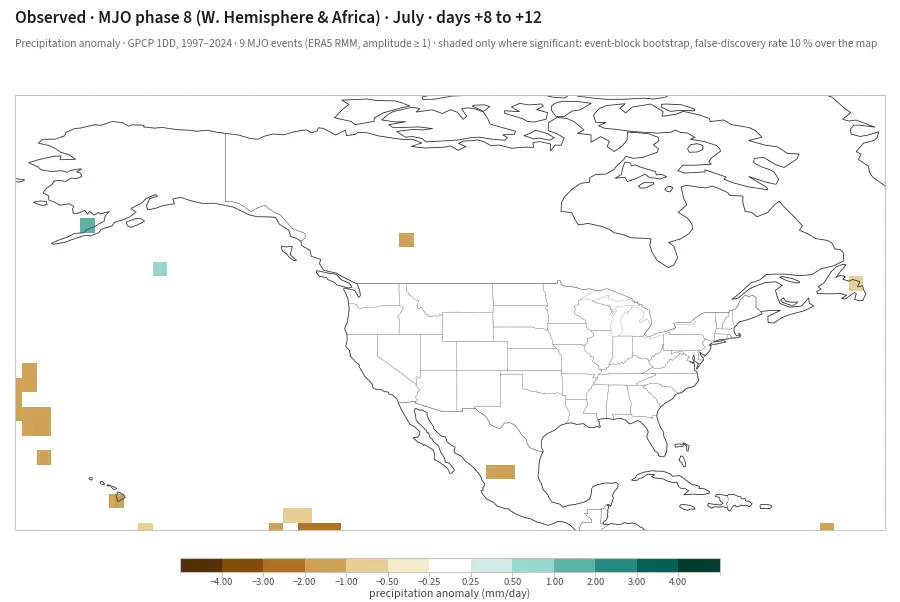 Observed · MJO phase 8 (W. Hemisphere & Africa) · July · days +8 to +12
Precipitation anomaly · GPCP 1DD, 1997–2024 · 9 MJO events (ERA5 RMM, amplitude ≥ 1) · shaded only where significant: event-block bootstrap, false-discovery rate 10 % over the map
−4.00 −3.00 −2.00 −1.00 −0.50 −0.25 0.25 0.50 1.00 2.00 3.00 4.00
precipitation anomaly (mm/day)